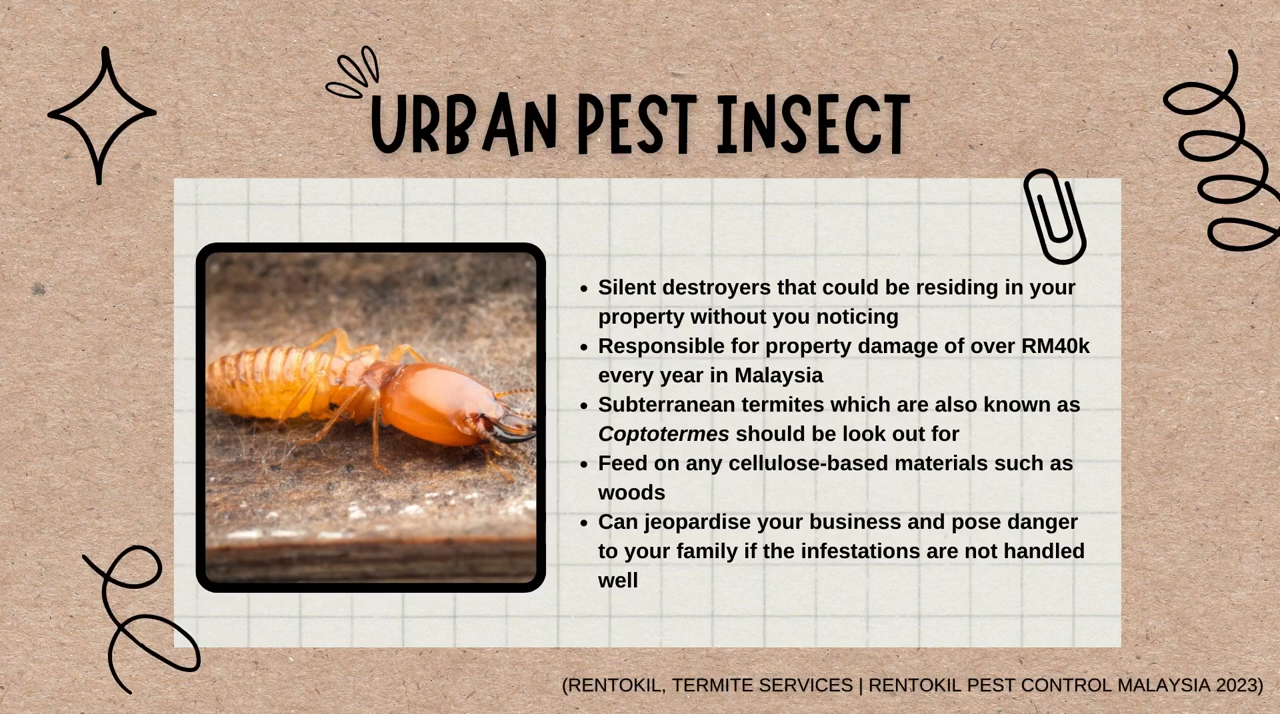 URBAN PEST INSECT
• Silent destroyers that could be residing in your
property without you noticing
• Responsible for property damage of over RM40k
every year in Malaysia
• Subterranean termites which are also known as
Coptotermes should be look out for
• Feed on any cellulose-based materials such as
woods
• Can jeopardise your business and pose danger
to your family if the infestations are not handled
well
(RENTOKIL, TERMITE SERVICES | RENTOKIL PEST CONTROL MALAYSIA 2023)